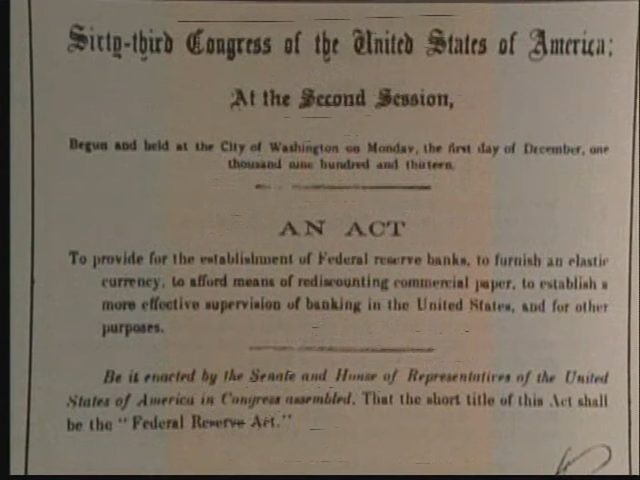 Sixty-third Congress of the United States of America;
At the Second Session,
Begun and held at the City of Washington on Monday, the first day of December, one
thousand nine hundred and thirteen.
AN ACT
To provide for the establishment of Federal reserve banks, to furnish an elastic
currency, to afford means of rediscounting commercial paper, to establish a
more effective supervision of banking in the United States, and for other
purposes.
Be it enacted by the Senate and House of Representatives of the United
States of America in Congress assembled, That the short title of this Act shall
be the "Federal Reserve Act."